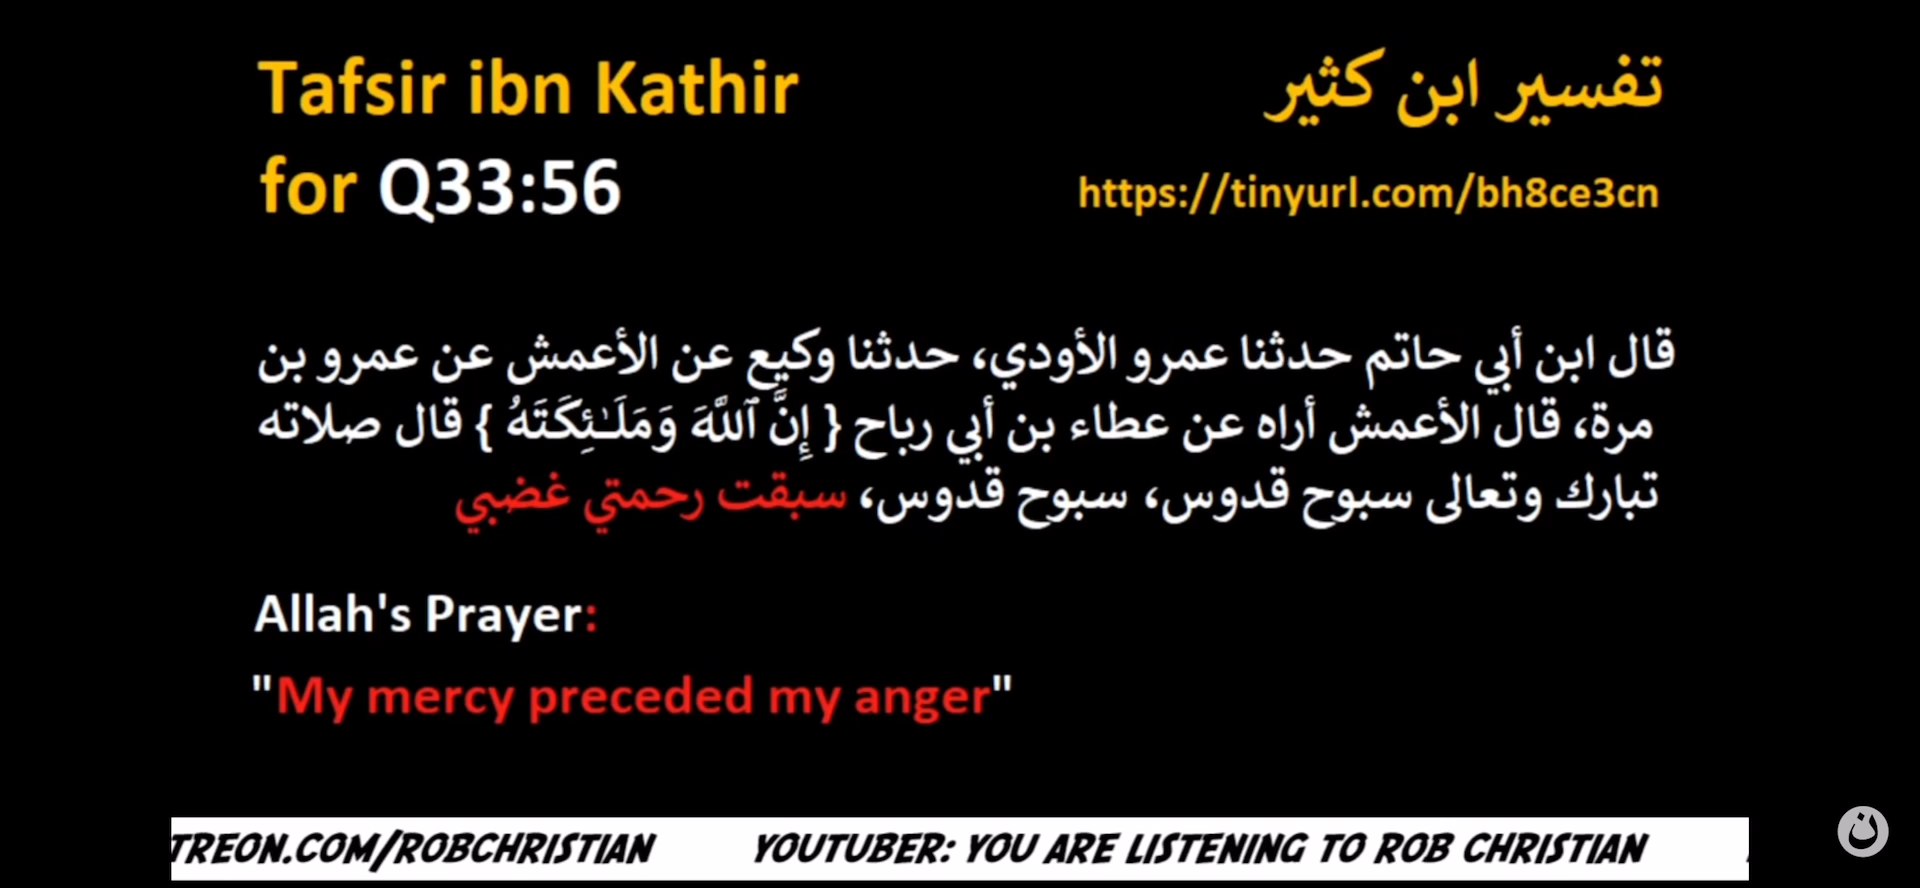 Tafsir ibn Kathir
for Q33:56
تفسير ابن كثير
https://tinyurl.com/bh8ce3cn
قال ابن أبي حاتم حدثنا عمرو الأودي، حدثنا وكيع عن الأعمش عن عمرو بن
مرة، قال الأعمش أراه عن عطاء بن أبي رباح { إِنَّ ٱللَّهَ وَمَلَـٰئِكَتَهُ } قال صلاته
تبارك وتعالى سبوح قدوس، سبوح قدوس، سبقت رحمتي غضبي
Allah's Prayer:
"My mercy preceded my anger"
TREON.COM/ROBCHRISTIAN YOUTUBER: YOU ARE LISTENING TO ROB CHRISTIAN
ن